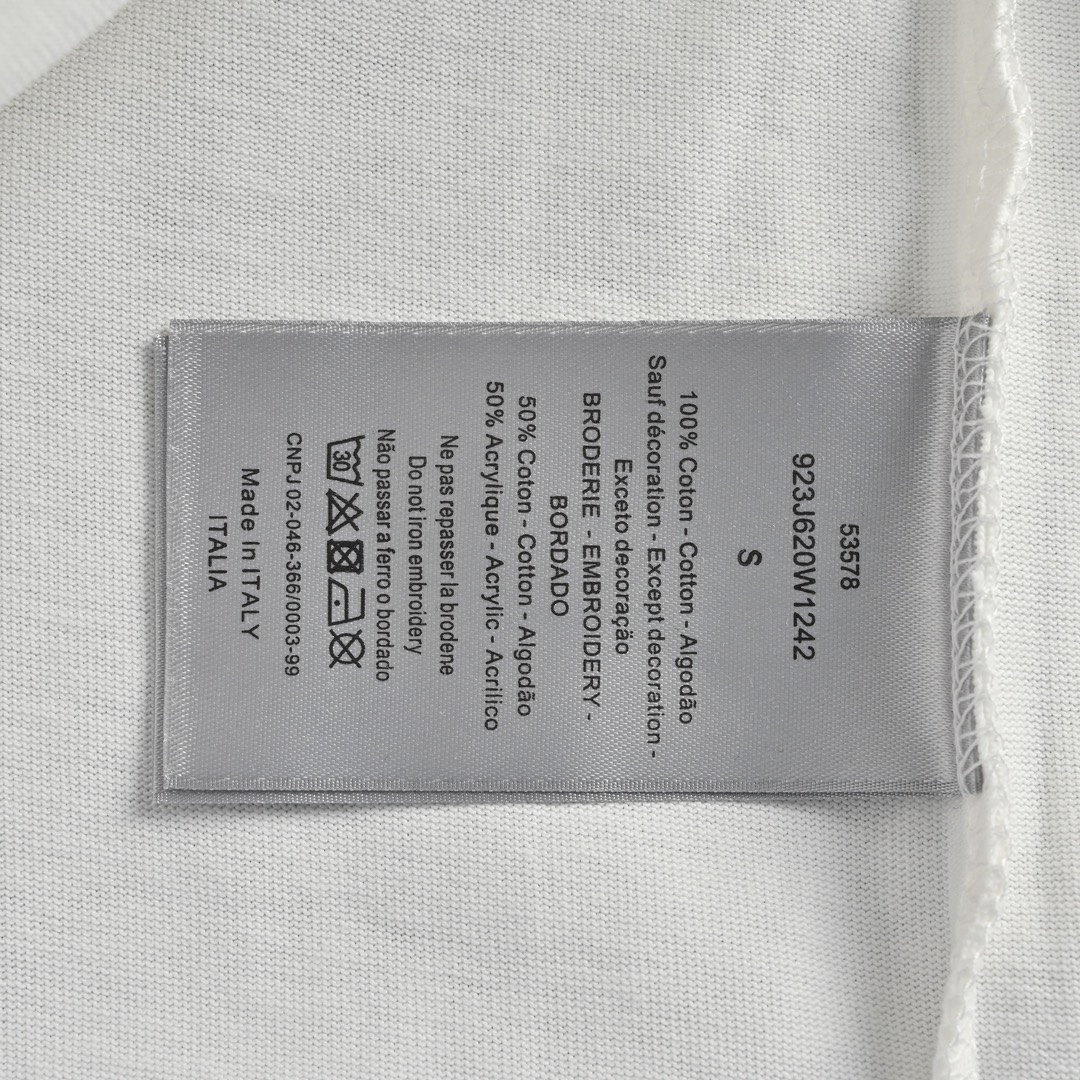 53578
923J620W1242
S
100% Coton - Cotton - Algodão
Sauf décoration - Except decoration -
Exceto decoração
BRODERIE - EMBROIDERY -
BORDADO
50% Coton - Cotton - Algodão
50% Acrylique - Acrylic - Acrilico
Ne pas repasser la brodene
Do not iron embroidery
Não passar a ferro o bordado
30
CNPJ 02-046-366/0003-99
Made In ITALY
ITALIA